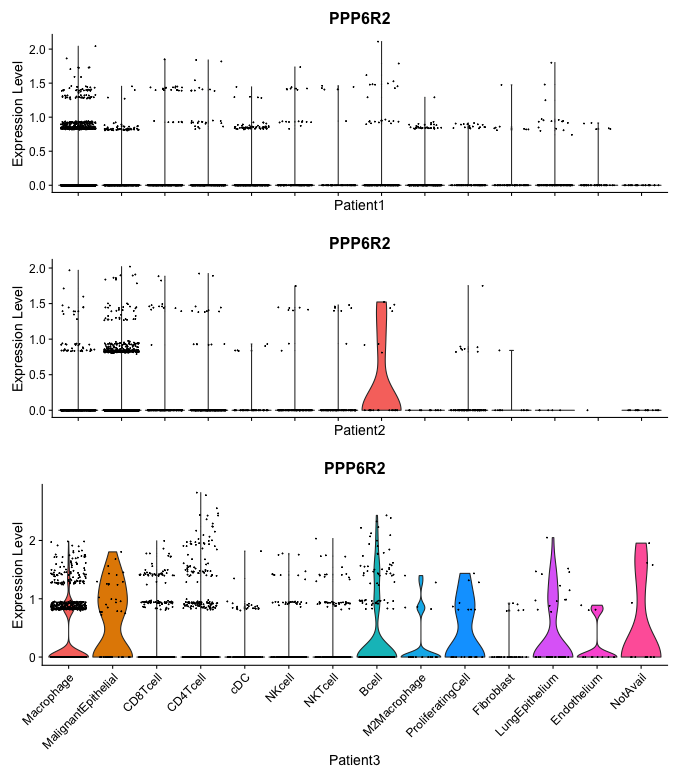 PPP6R2
Expression Level
2.0
1.5
1.0
0.5
0.0
Patient1
PPP6R2
Expression Level
2.0
1.5
1.0
0.5
0.0
Patient2
PPP6R2
Expression Level
2
1
0
Macrophage
MalignantEpithelial
CD8Tcell
CD4Tcell
cDC
NKcell
NKTcell
Bcell
M2Macrophage
ProliferatingCell
Fibroblast
LungEpithelium
Endothelium
NotAvail
Patient3